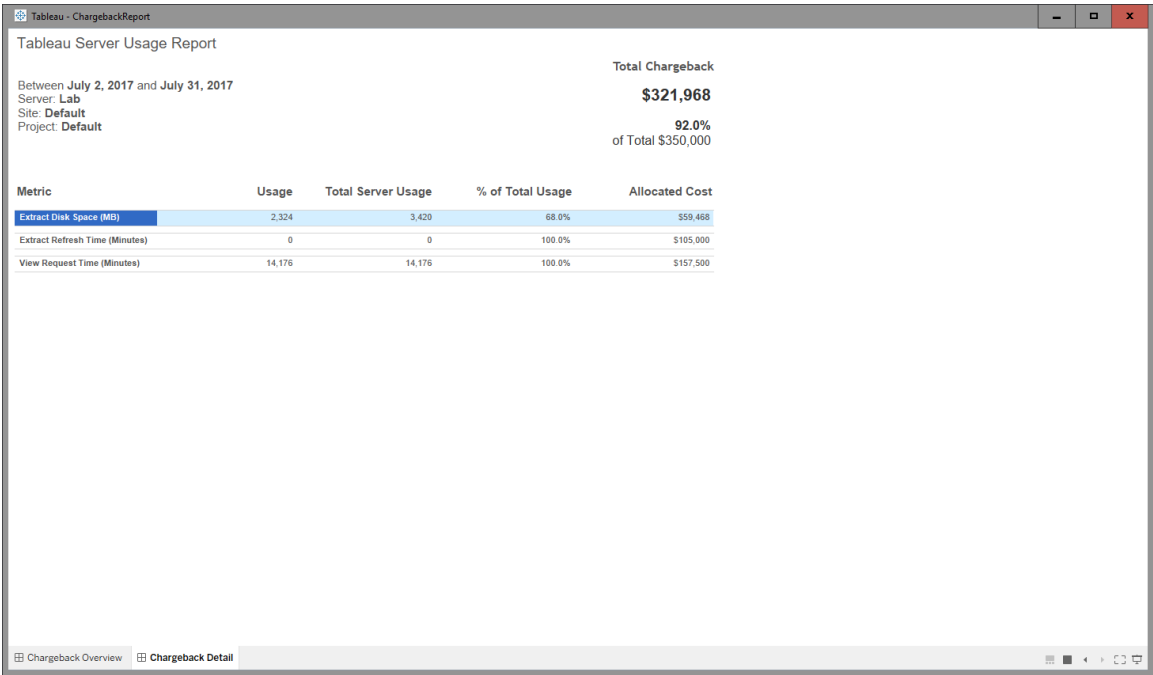 Tableau - ChargebackReport
Tableau Server Usage Report
Total Chargeback
Between July 2, 2017 and July 31, 2017
$321,968
Server: Lab
Site: Default
Project: Default
92.0%
of Total $350,000
Metric Usage Total Server Usage % of Total Usage Allocated Cost
Extract Disk Space (MB) 2,324 3,420 68.0% $59,468
Extract Refresh Time (Minutes) 0 0 100.0% $105,000
View Request Time (Minutes) 14,176 14,176 100.0% $157,500
Chargeback Overview Chargeback Detail